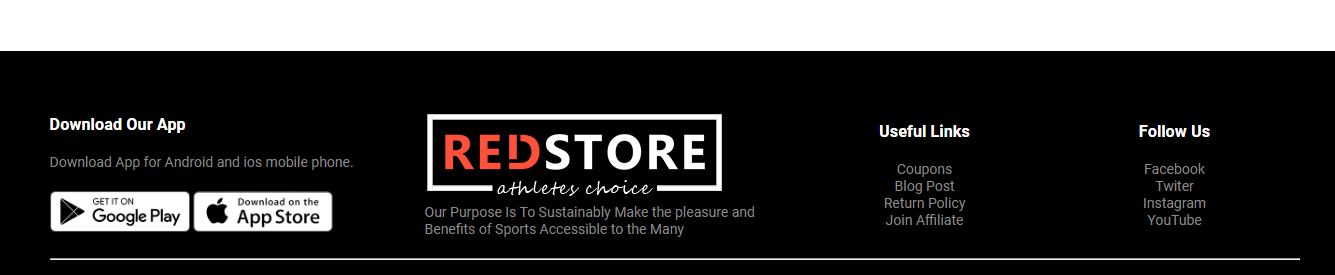 Download Our App
Download App for Android and ios mobile phone.
GET IT ON
Google Play
Download on the
App Store
REDSTORE
athletes choice
Our Purpose Is To Sustainably Make the pleasure and
Benefits of Sports Accessible to the Many
Useful Links
Coupons
Blog Post
Return Policy
Join Affiliate
Follow Us
Facebook
Twiter
Instagram
YouTube